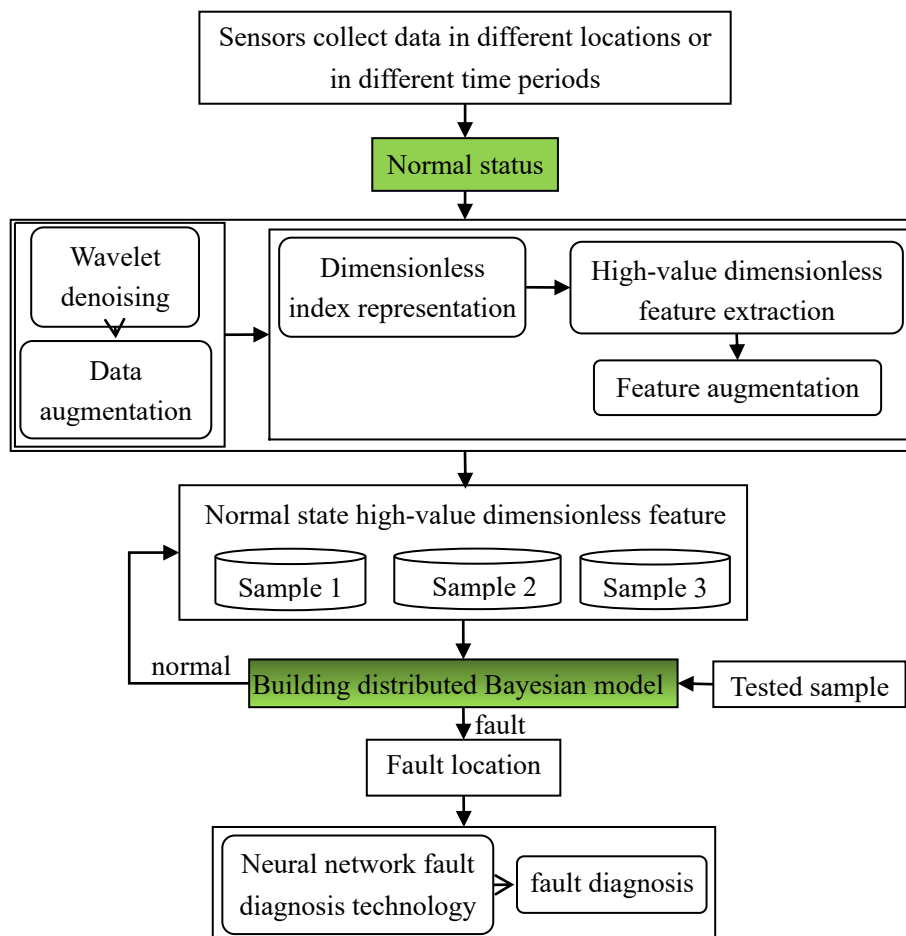 Sensors collect data in different locations or
in different time periods
Normal status
Wavelet
denoising
Data
augmentation
Dimensionless
index representation
High-value dimensionless
feature extraction
Feature augmentation
Normal state high-value dimensionless feature
Sample 1
Sample 2
Sample 3
normal
Building distributed Bayesian model
Tested sample
fault
Fault location
Neural network fault
diagnosis technology
fault diagnosis